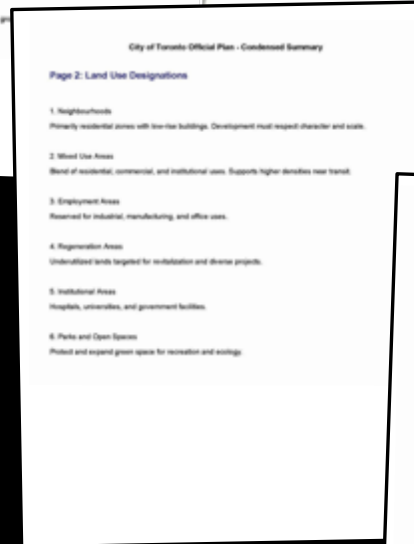 City of Toronto Official Plan - Condensed Summary
Page 2: Land Use Designations
1. Neighbourhoods
Primarily residential zones with low-rise buildings. Development must respect character and scale.
2. Mixed Use Areas
Blend of residential, commercial, and institutional uses. Supports higher densities near transit.
3. Employment Areas
Reserved for industrial, manufacturing, and office uses.
4. Regeneration Areas
Underutilized lands targeted for revitalization and diverse projects.
5. Institutional Areas
Hospitals, universities, and government facilities.
6. Parks and Open Spaces
Protect and expand green space for recreation and ecology.